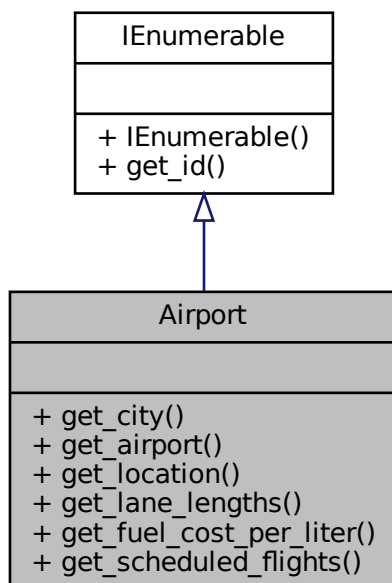 IEnumerable
+ IEnumerable()
+ get_id()
Airport
+ get_city()
+ get_airport()
+ get_location()
+ get_lane_lengths()
+ get_fuel_cost_per_liter()
+ get_scheduled_flights()